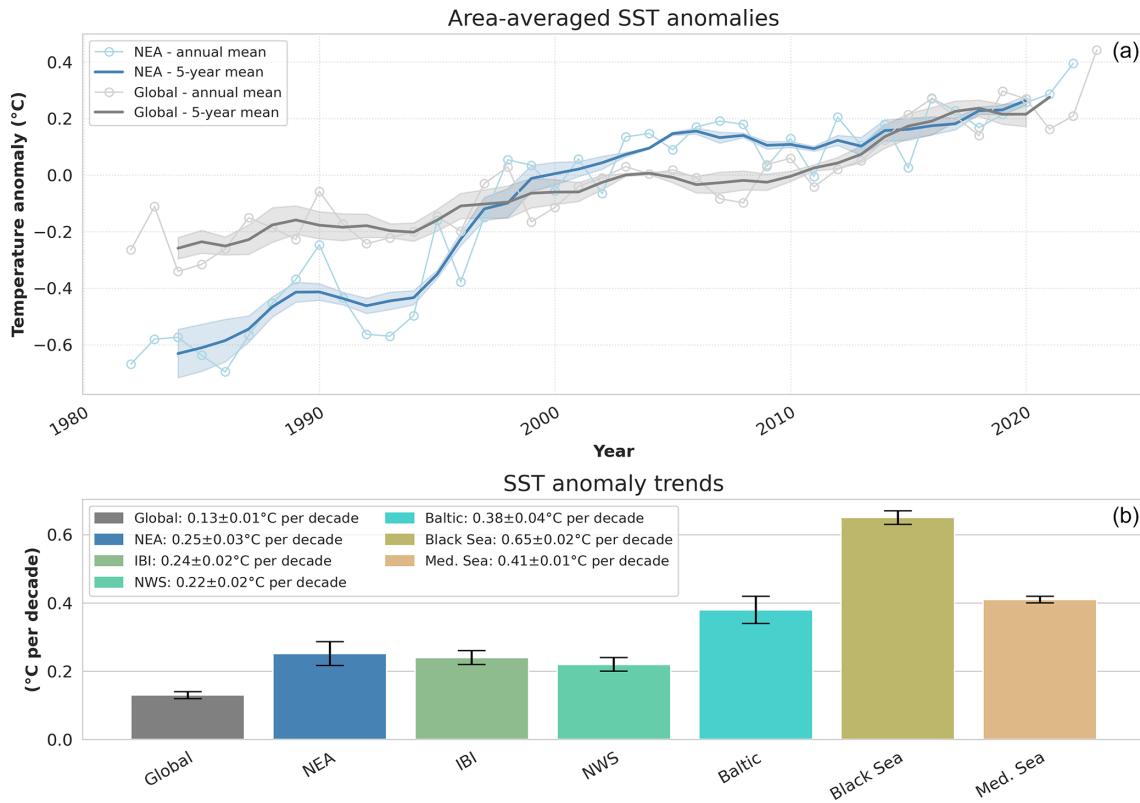 Area-averaged SST anomalies
(a)
NEA - annual mean
NEA - 5-year mean
Global - annual mean
Global - 5-year mean
Temperature anomaly (°C)
0.4
0.2
0.0
−0.2
−0.4
−0.6
1980
1990
2000
2010
2020
Year
SST anomaly trends
(b)
Global: 0.13±0.01°C per decade
NEA: 0.25±0.03°C per decade
IBI: 0.24±0.02°C per decade
NWS: 0.22±0.02°C per decade
Baltic: 0.38±0.04°C per decade
Black Sea: 0.65±0.02°C per decade
Med. Sea: 0.41±0.01°C per decade
(°C per decade)
0.6
0.4
0.2
0.0
Global
NEA
IBI
NWS
Baltic
Black Sea
Med. Sea